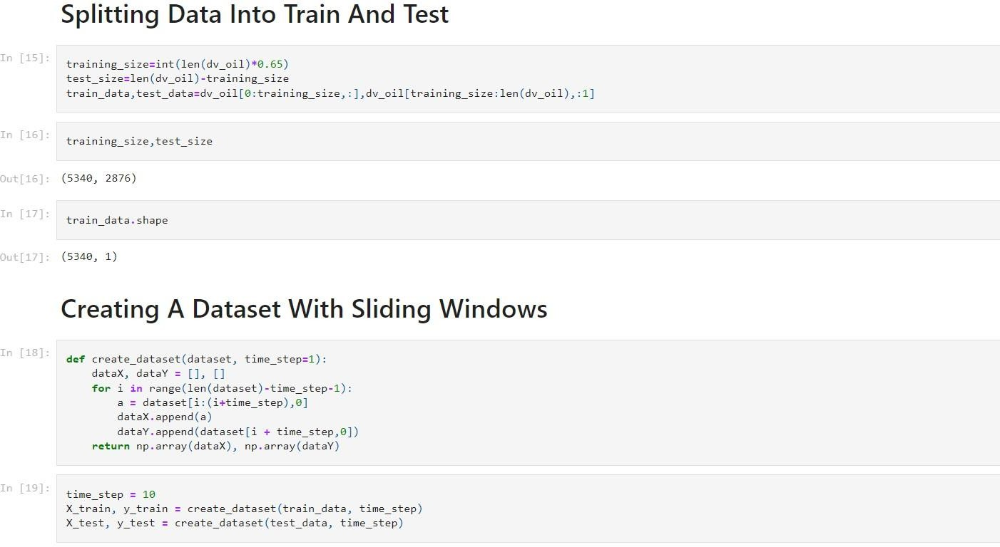 Splitting Data Into Train And Test
In [15]:
training_size=int(len(dv_oil)*0.65)
test_size=len(dv_oil)-training_size
train_data,test_data=dv_oil[0:training_size,:],dv_oil[training_size:len(dv_oil),:1]
In [16]:
training_size,test_size
Out[16]: (5340, 2876)
In [17]:
train_data.shape
Out[17]: (5340, 1)
Creating A Dataset With Sliding Windows
In [18]:
def create_dataset(dataset, time_step=1):
    dataX, dataY = [], []
    for i in range(len(dataset)-time_step-1):
        a = dataset[i:(i+time_step),0]
        dataX.append(a)
        dataY.append(dataset[i + time_step,0])
    return np.array(dataX), np.array(dataY)
In [19]:
time_step = 10
X_train, y_train = create_dataset(train_data, time_step)
X_test, y_test = create_dataset(test_data, time_step)